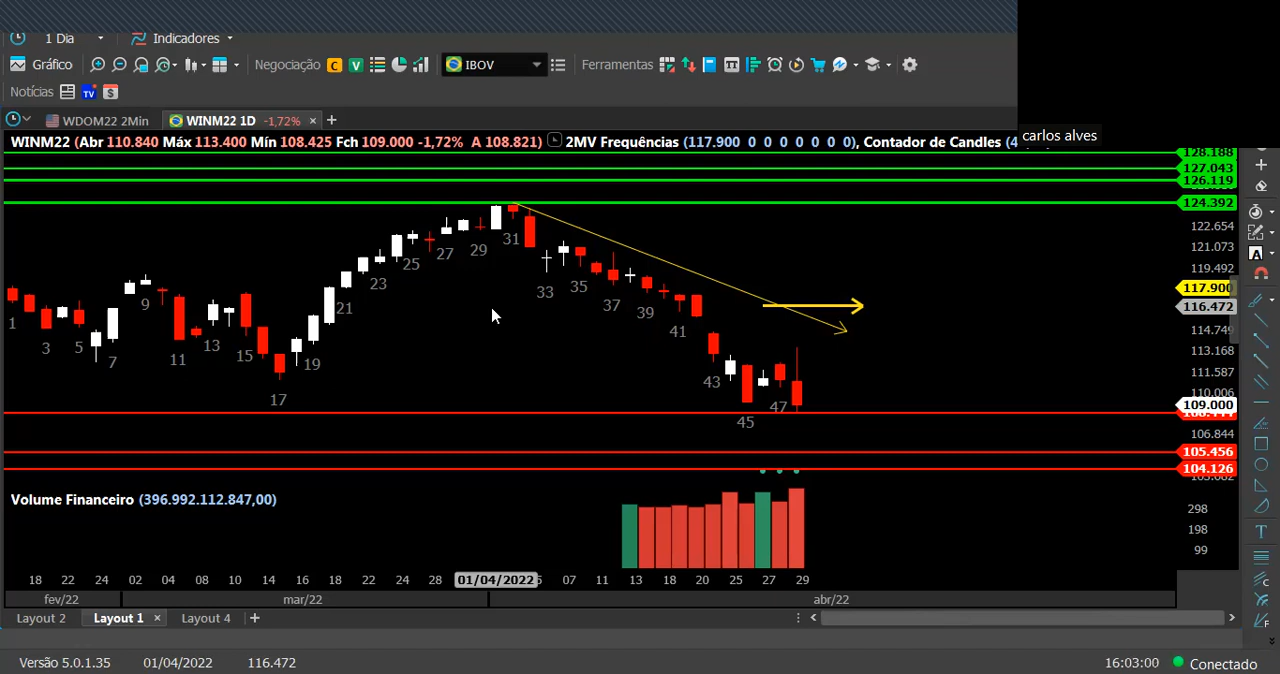 1 Dia Indicadores
Gráfico Negociação C V IBOV Ferramentas
Notícias TV $
WDOM22 2Min WINM22 1D -1,72% × +
carlos alves
WINM22 (Abr 110.840 Máx 113.400 Mín 108.425 Fch 109.000 -1,72% A 108.821) 2MV Frequências (117.900 0 0 0 0 0 0), Contador de Candles (4
128.188
127.043
126.119
124.392
122.654
121.073
119.492
117.900
116.472
114.749
113.168
111.587
110.006
109.000
106.844
105.456
104.126
1 3 5 7 9 11 13 15 17 19 21 23 25 27 29 31 33 35 37 39 41 43 45 47
Volume Financeiro (396.992.112.847,00)
298
198
99
18 22 24 02 04 08 10 14 16 18 22 24 28 01/04/2022 07 11 13 18 20 25 27 29
fev/22 mar/22 abr/22
Layout 2 Layout 1 × Layout 4 +
Versão 5.0.1.35 01/04/2022 116.472 16:03:00 Conectado